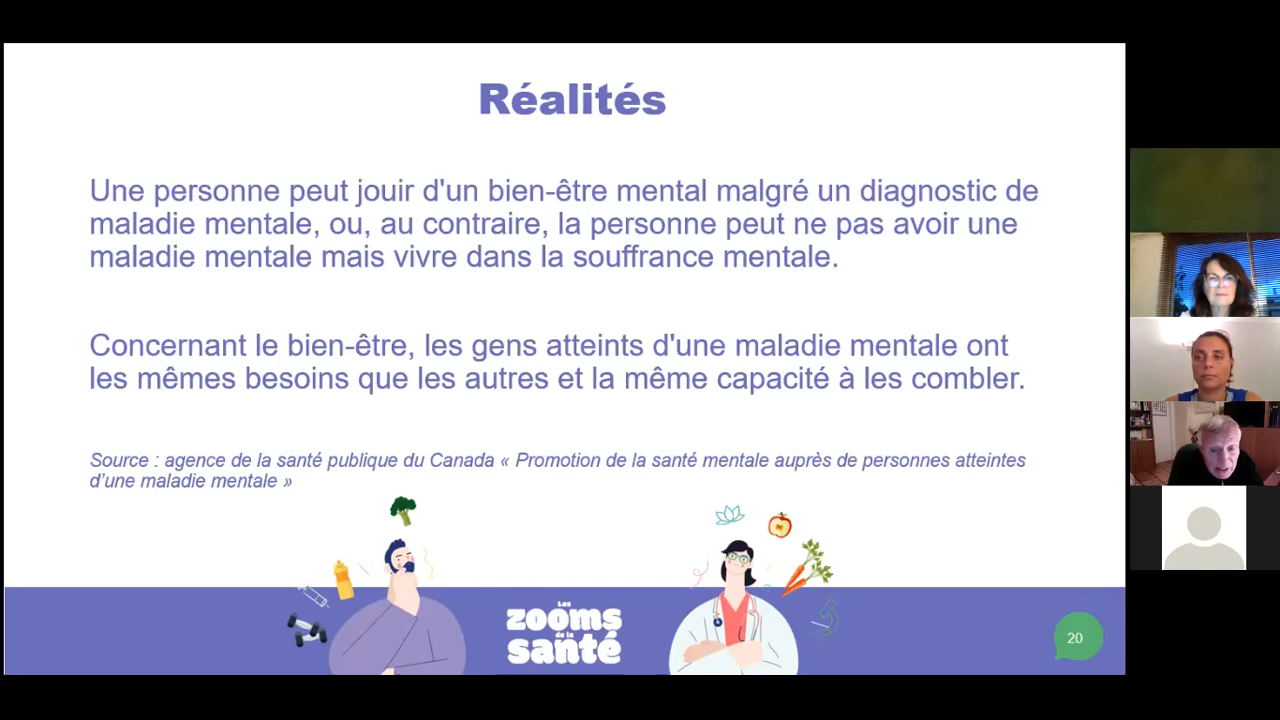 Réalités
Une personne peut jouir d'un bien-être mental malgré un diagnostic de
maladie mentale, ou, au contraire, la personne peut ne pas avoir une
maladie mentale mais vivre dans la souffrance mentale.
Concernant le bien-être, les gens atteints d'une maladie mentale ont
les mêmes besoins que les autres et la même capacité à les combler.
Source : agence de la santé publique du Canada « Promotion de la santé mentale auprès de personnes atteintes
d'une maladie mentale »
Les
zooms
de la
santé
20